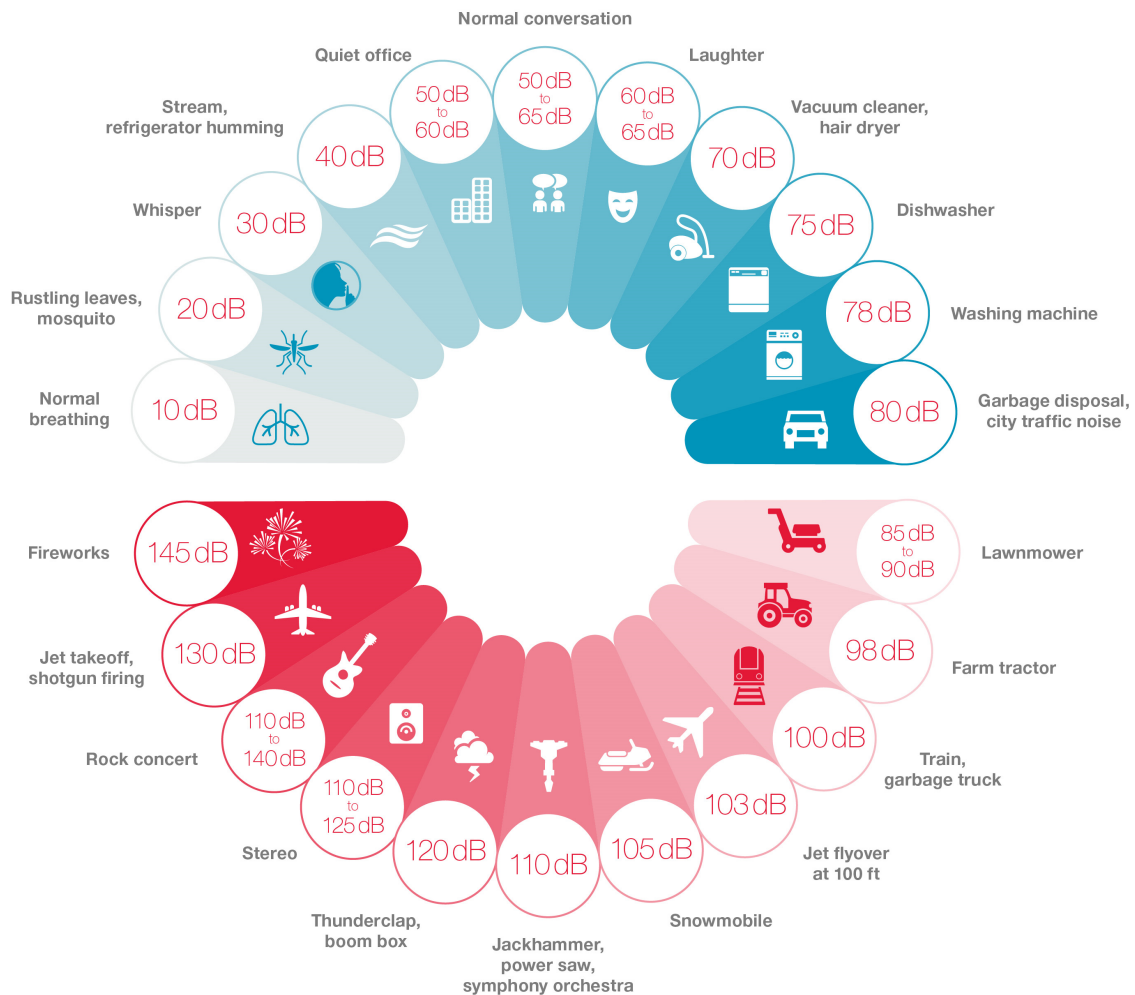 Normal conversation
Quiet office
50 dB
to
60 dB
50 dB
to
65 dB
Laughter
60 dB
to
65 dB
Stream,
refrigerator humming
40 dB
Vacuum cleaner,
hair dryer
70 dB
Whisper
30 dB
Dishwasher
75 dB
Rustling leaves,
mosquito
20 dB
Washing machine
78 dB
Normal
breathing
10 dB
Garbage disposal,
city traffic noise
80 dB
Fireworks
145 dB
Lawnmower
85 dB
to
90 dB
Jet takeoff,
shotgun firing
130 dB
Farm tractor
98 dB
Rock concert
110 dB
to
140 dB
Train,
garbage truck
100 dB
Stereo
110 dB
to
125 dB
Jet flyover
at 100 ft
103 dB
Thunderclap,
boom box
120 dB
Jackhammer,
power saw,
symphony orchestra
110 dB
Snowmobile
105 dB